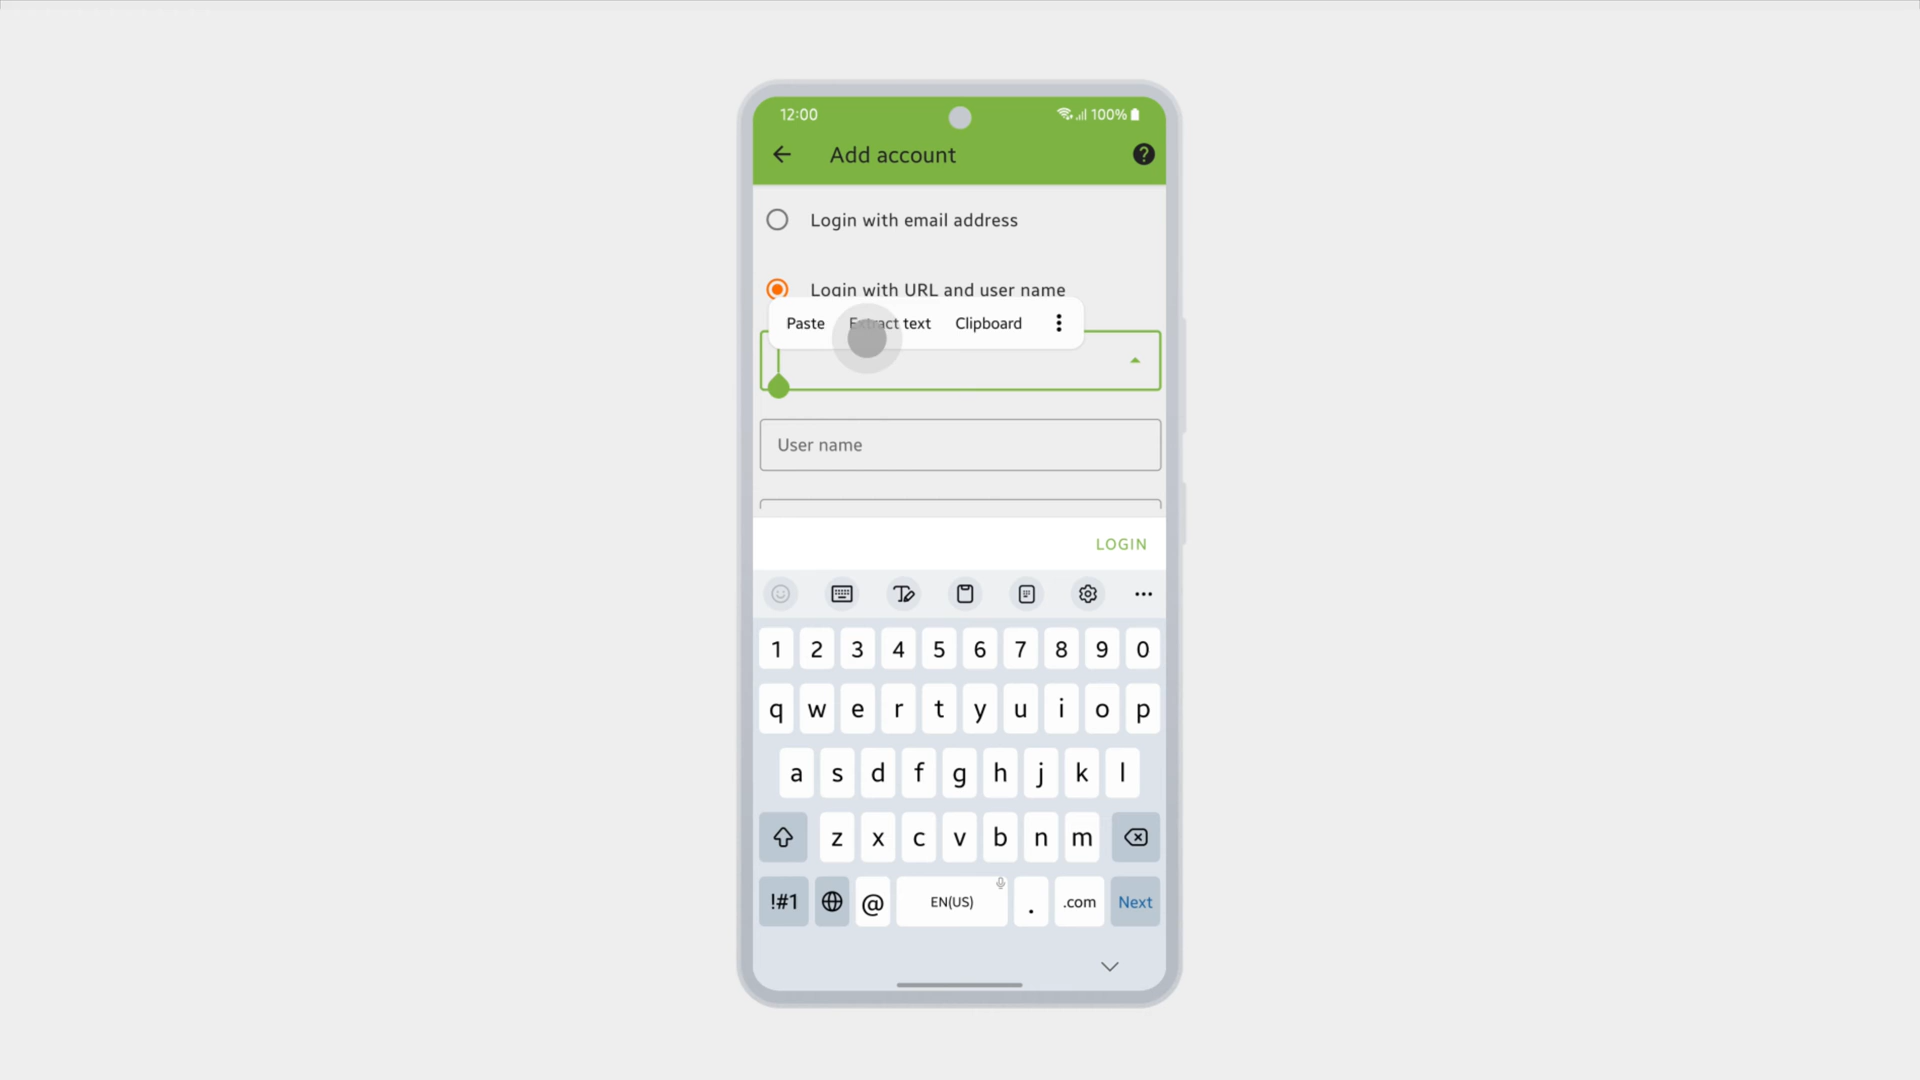 12:00 100%
Add account
Login with email address
Login with URL and user name
Paste Extract text Clipboard
User name
LOGIN
1 2 3 4 5 6 7 8 9 0
q w e r t y u i o p
a s d f g h j k l
z x c v b n m
!#1 @ EN(US) . .com Next